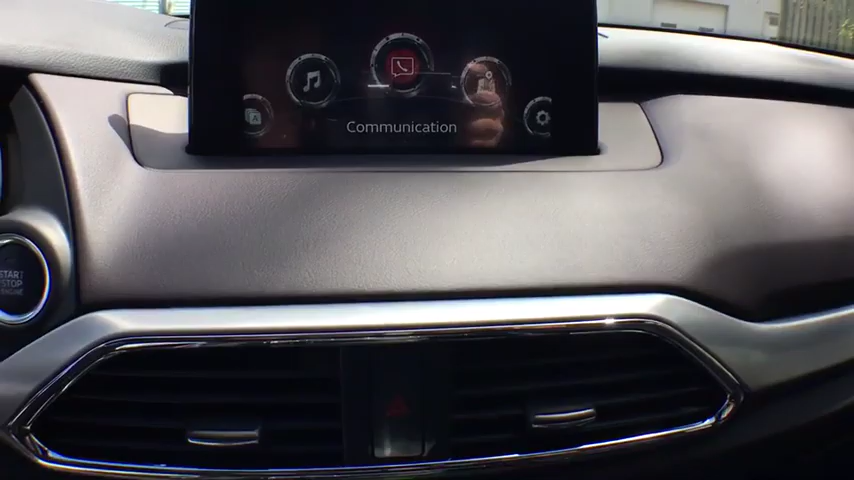 A
Communication
START
STOP
ENGINE